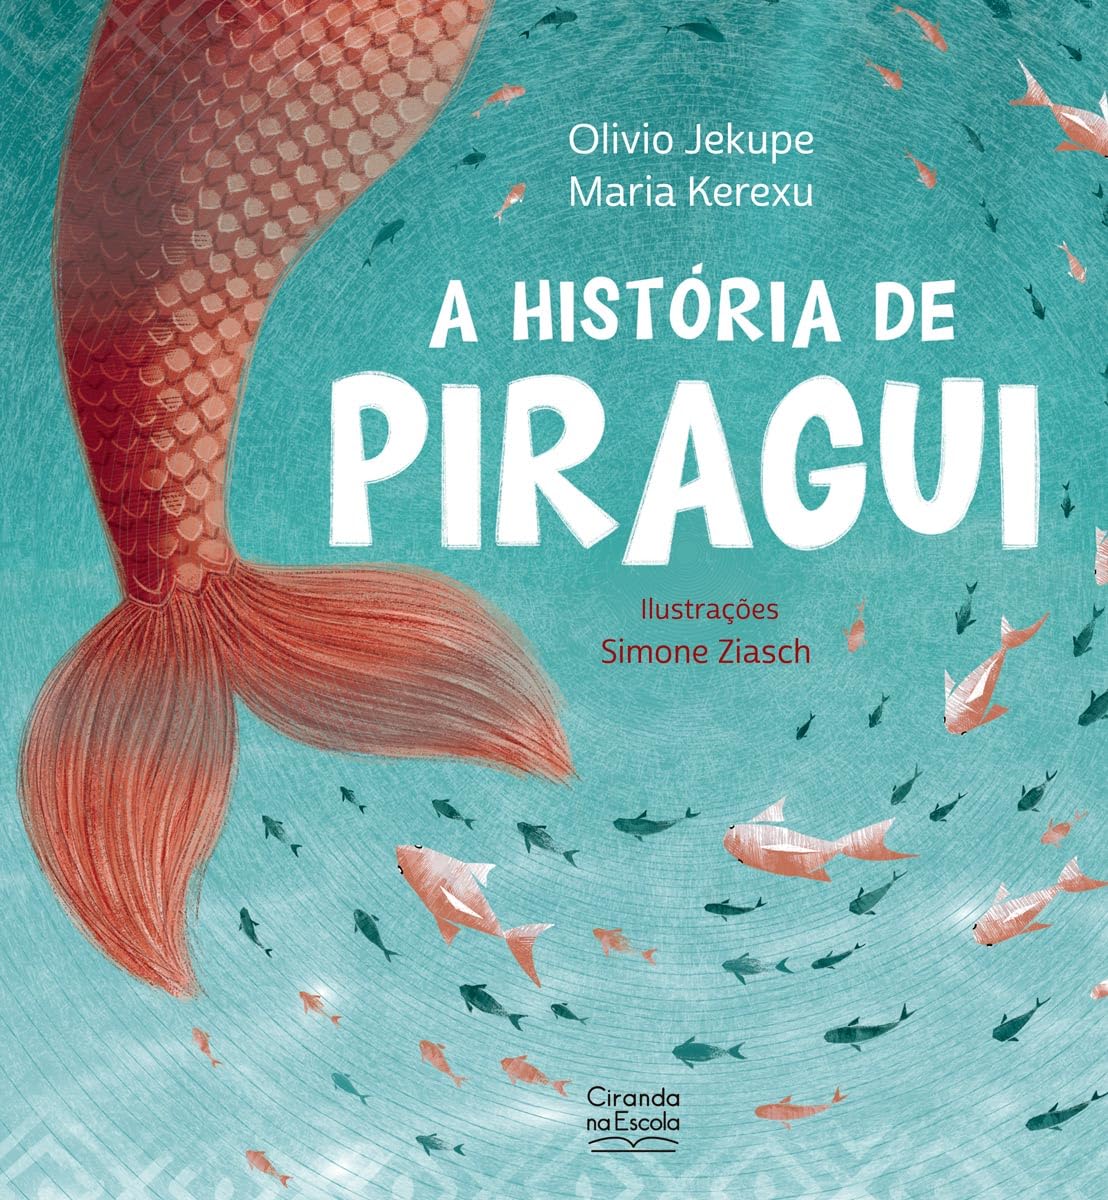 Olivio Jekupe
Maria Kerexu
A HISTÓRIA DE
PIRAGUI
Ilustrações
Simone Ziasch
Ciranda
na Escola